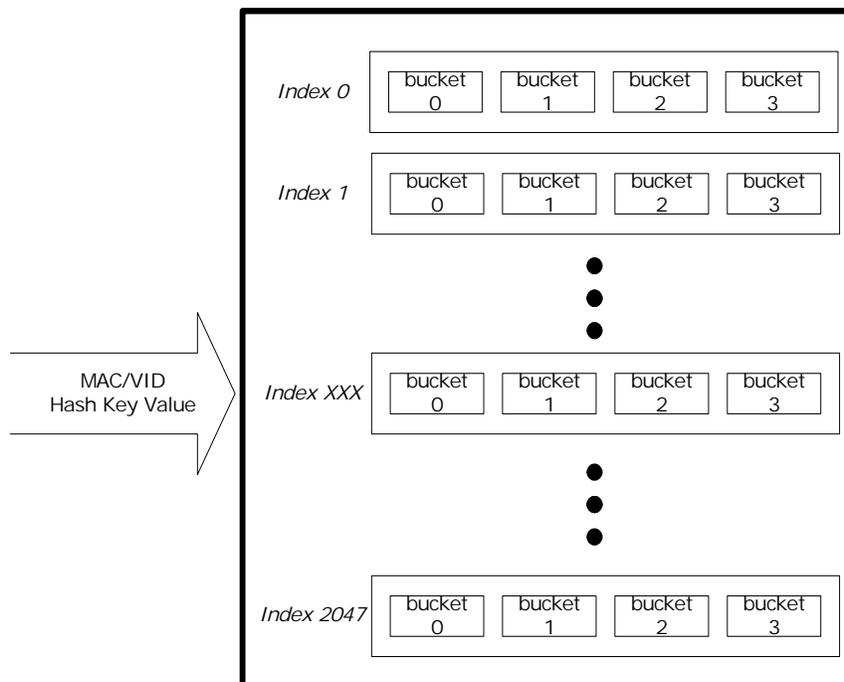 Index 0
bucket 0
bucket 1
bucket 2
bucket 3
Index 1
bucket 0
bucket 1
bucket 2
bucket 3
MAC/VID
Hash Key Value
Index XXX
bucket 0
bucket 1
bucket 2
bucket 3
Index 2047
bucket 0
bucket 1
bucket 2
bucket 3